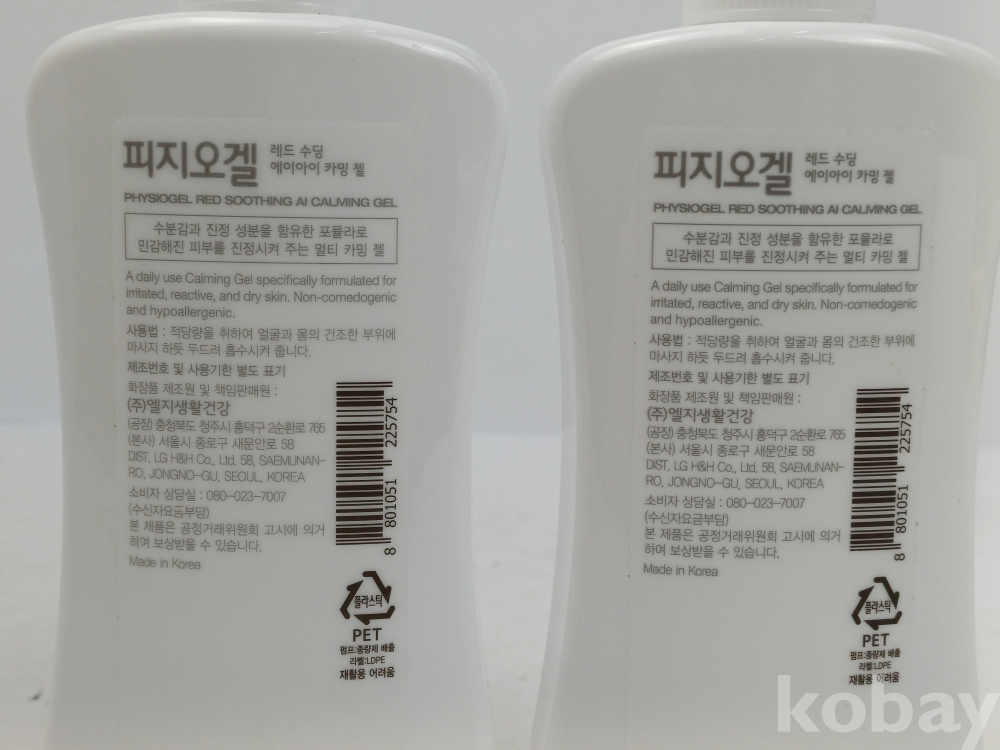 피지오겔 레드 수딩
에이아이 카밍 젤
PHYSIOGEL RED SOOTHING AI CALMING GEL
수분감과 진정 성분을 함유한 포뮬라로
민감해진 피부를 진정시켜 주는 멀티 카밍 젤
A daily use Calming Gel specifically formulated for
irritated, reactive, and dry skin. Non-comedogenic
and hypoallergenic.
사용법 : 적당량을 취하여 얼굴과 몸의 건조한 부위에
마사지 하듯 두드려 흡수시켜 줍니다.
제조번호 및 사용기한 별도 표기
화장품 제조원 및 책임판매원 :
(주)엘지생활건강
(공장) 충청북도 청주시 흥덕구 2순환로 765
(본사) 서울시 종로구 새문안로 58
DIST. LG H&H Co., Ltd. 58, SAEMUNAN-
RO, JONGNO-GU, SEOUL, KOREA
소비자 상담실 : 080-023-7007
(수신자요금부담)
본 제품은 공정거래위원회 고시에 의거
하여 보상받을 수 있습니다.
Made in Korea
8 801051 225754
플라스틱
PET
펌프:종량제 배출
라벨:LDPE
재활용 어려움
피지오겔 레드 수딩
에이아이 카밍 젤
PHYSIOGEL RED SOOTHING AI CALMING GEL
수분감과 진정 성분을 함유한 포뮬라로
민감해진 피부를 진정시켜 주는 멀티 카밍 젤
A daily use Calming Gel specifically formulated for
irritated, reactive, and dry skin. Non-comedogenic
and hypoallergenic.
사용법 : 적당량을 취하여 얼굴과 몸의 건조한 부위에
마사지 하듯 두드려 흡수시켜 줍니다.
제조번호 및 사용기한 별도 표기
화장품 제조원 및 책임판매원 :
(주)엘지생활건강
(공장) 충청북도 청주시 흥덕구 2순환로 765
(본사) 서울시 종로구 새문안로 58
DIST. LG H&H Co., Ltd. 58, SAEMUNAN-
RO, JONGNO-GU, SEOUL, KOREA
소비자 상담실 : 080-023-7007
(수신자요금부담)
본 제품은 공정거래위원회 고시에 의거
하여 보상받을 수 있습니다.
Made in Korea
8 801051 225754
플라스틱
PET
펌프:종량제 배출
라벨:LDPE
재활용 어려움
kobay